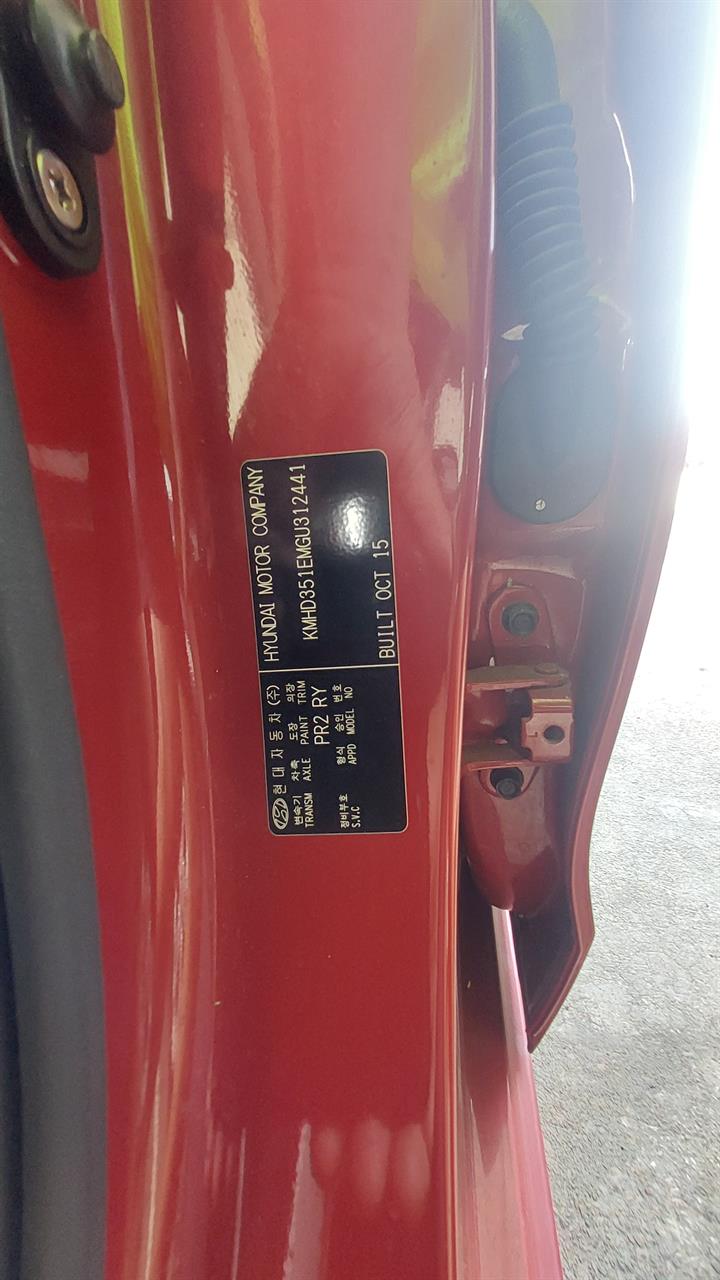 현대자동차 (주) HYUNDAI MOTOR COMPANY
변속기 차축 도장 외장
TRANSM AXLE PAINT TRIM
KMHD351EMGU312441
PR2 RY
정비부호 형식 승인 번호
S.V.C APPD MODEL NO
BUILT OCT 15